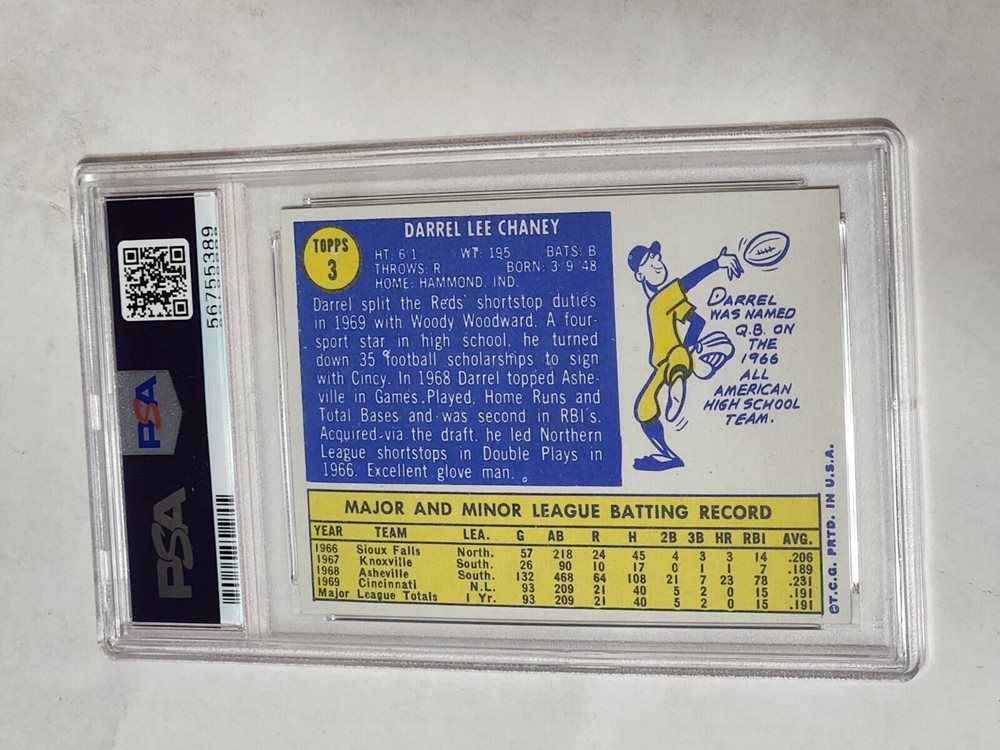 TOPPS
3
DARREL LEE CHANEY
HT: 6 1 WT: 195 BATS: B
THROWS: R BORN: 3 9 48
HOME: HAMMOND, IND.
Darrel split the Reds' shortstop duties
in 1969 with Woody Woodward. A four-
sport star in high school, he turned
down 35 football scholarships to sign
with Cincy. In 1968 Darrel topped Ashe-
ville in Games Played, Home Runs and
Total Bases and was second in RBI's.
Acquired via the draft, he led Northern
League shortstops in Double Plays in
1966. Excellent glove man.
DARREL
WAS NAMED
Q.B. ON
THE
1966
ALL
AMERICAN
HIGH SCHOOL
TEAM.
MAJOR AND MINOR LEAGUE BATTING RECORD
YEAR TEAM LEA. G AB R H 2B 3B HR RBI AVG.
1966 Sioux Falls North. 57 218 24 45 4 3 3 14 .206
1967 Knoxville South. 26 90 10 17 0 1 1 7 .189
1968 Asheville South. 132 468 64 108 21 7 23 78 .231
1969 Cincinnati N.L. 93 209 21 40 5 2 0 15 .191
Major League Totals 1 Yr. 93 209 21 40 5 2 0 15 .191
©T.C.G. PRTD. IN U.S.A.
56755389
PSA
PSA